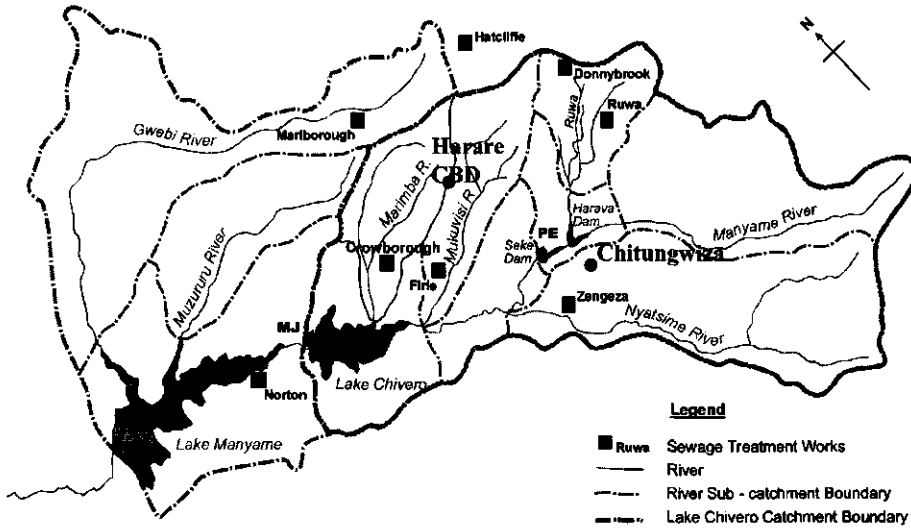 N
Hatcliffe
Donnybrook
Ruwa
Ruwa
Gwebi River
Marlborough
Harare
CBD
Marimba R.
Mukuvisi R
Harava
Dam
Manyame River
PE
Seke
Dam
Chitungwiza
Crowborough
Firle
Muzururu River
Zengeza
Nyatsime River
MJ
Lake Chivero
Norton
Lake Manyame
Legend
Ruwa Sewage Treatment Works
River
River Sub - catchment Boundary
Lake Chivero Catchment Boundary